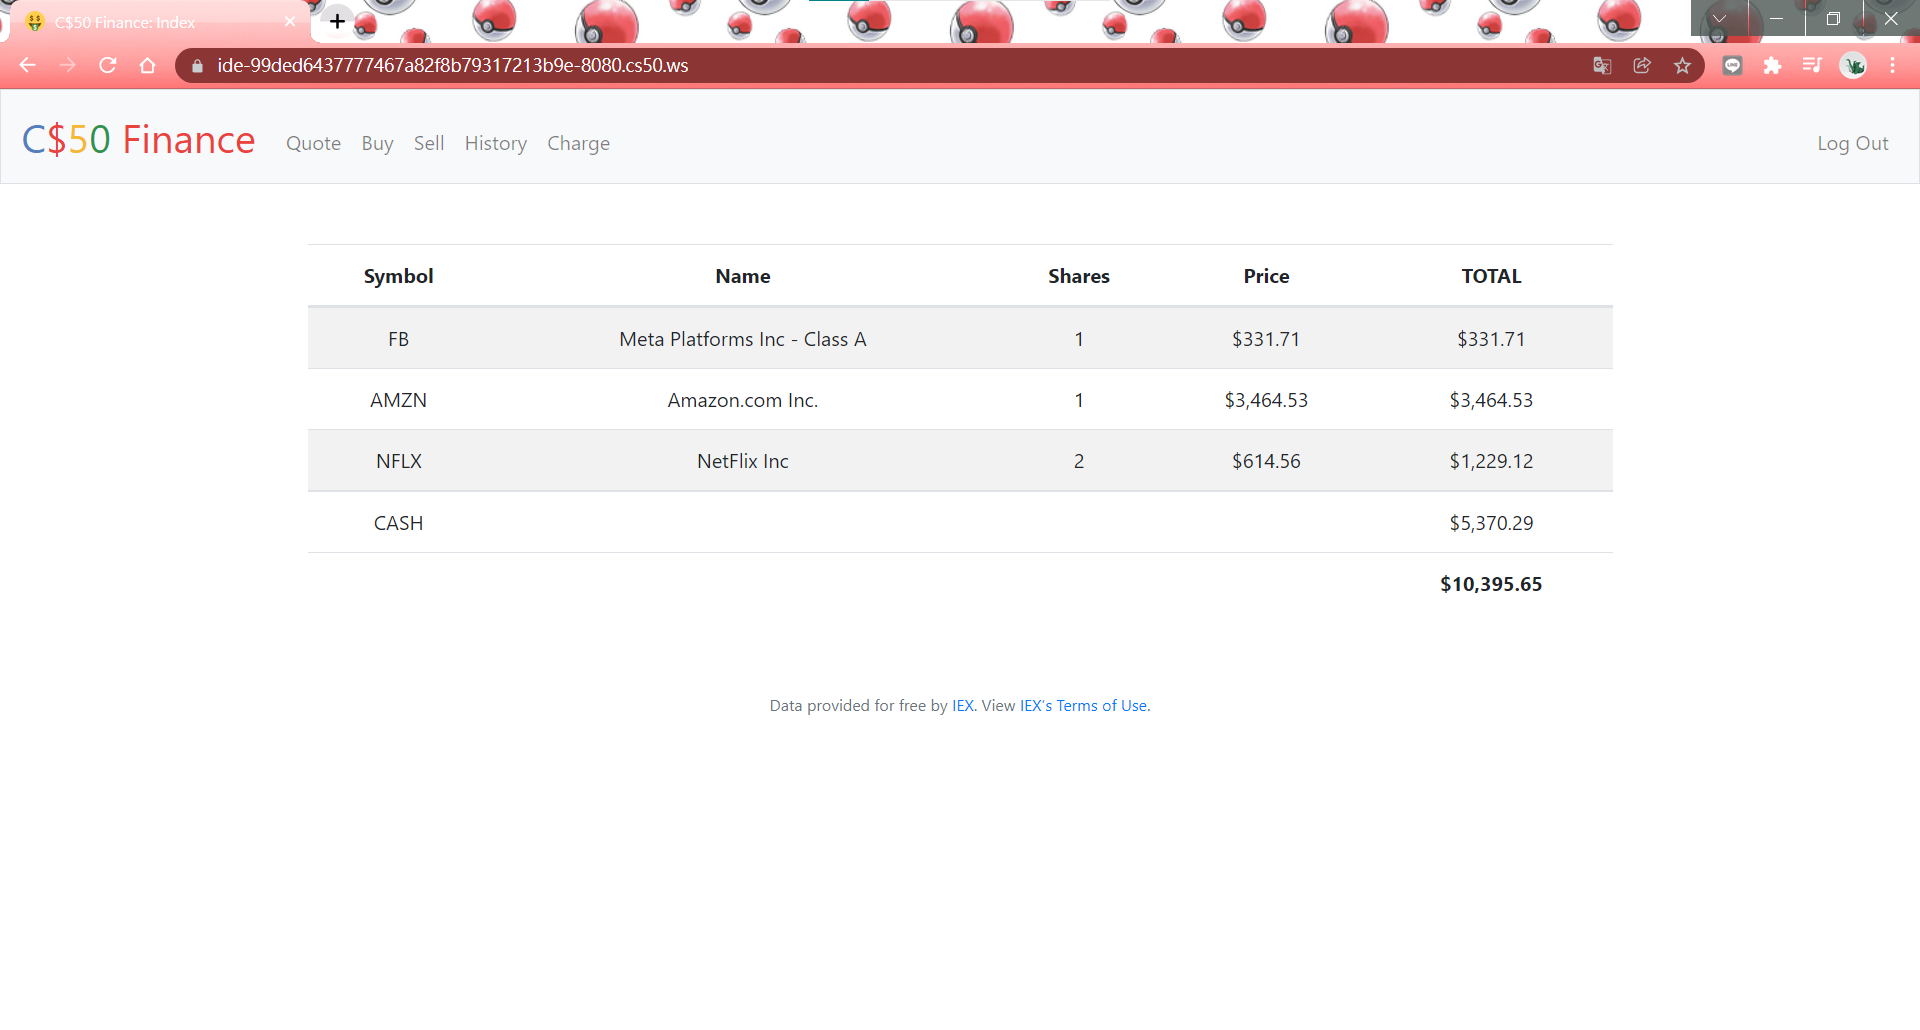 C$50 Finance: Index
ide-99ded6437777467a82f8b79317213b9e-8080.cs50.ws
C$50 Finance Quote Buy Sell History Charge Log Out
Symbol Name Shares Price TOTAL
FB Meta Platforms Inc - Class A 1 $331.71 $331.71
AMZN Amazon.com Inc. 1 $3,464.53 $3,464.53
NFLX NetFlix Inc 2 $614.56 $1,229.12
CASH $5,370.29
$10,395.65
Data provided for free by IEX. View IEX's Terms of Use.